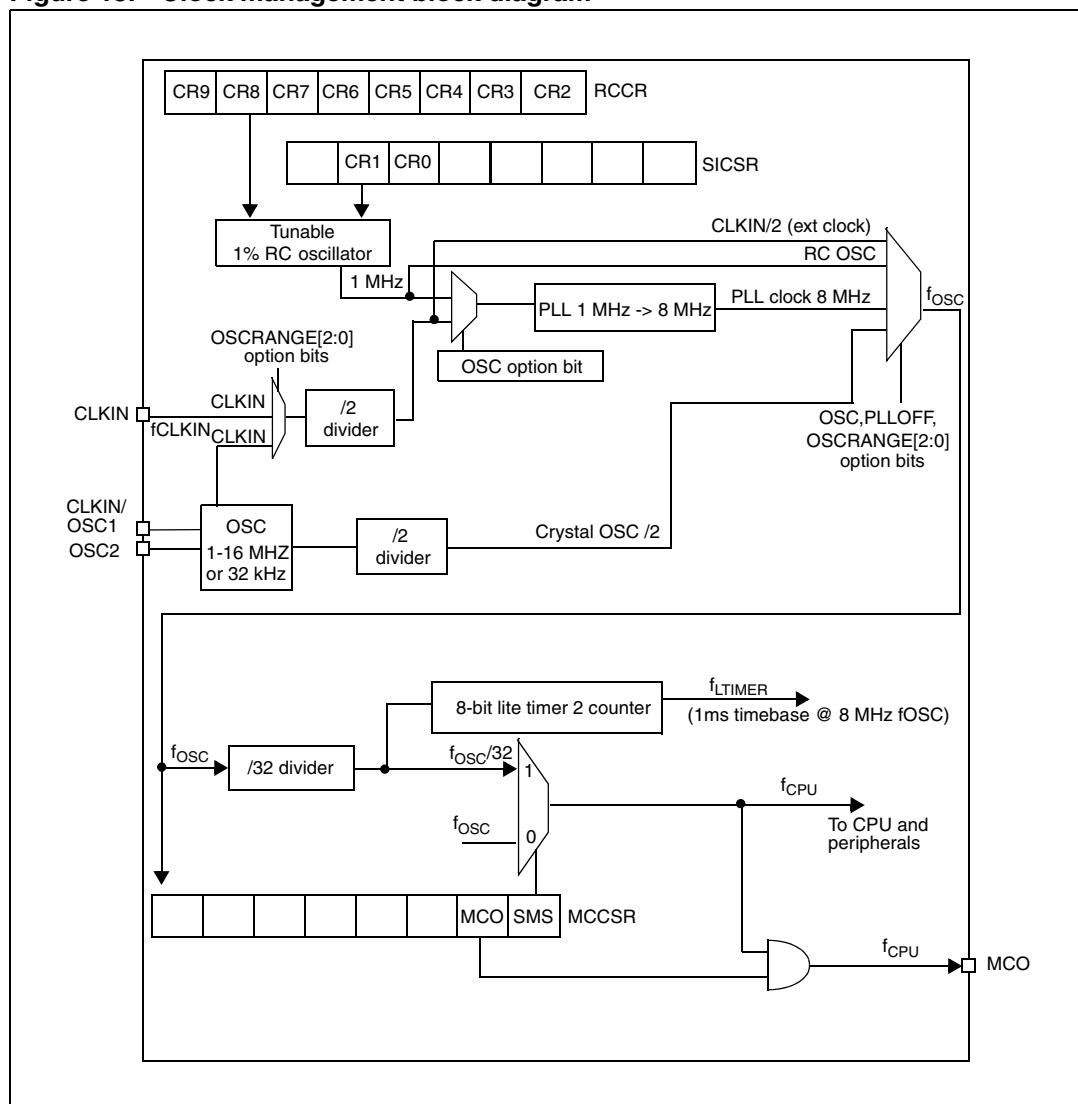 Figure Clock management block diagram
CR9 CR8 CR7 CR6 CR5 CR4 CR3 CR2 RCCR
CR1 CR0 SICSR
Tunable
1% RC oscillator
CLKIN/2 (ext clock)
RC OSC
1 MHz
PLL 1 MHz -> 8 MHz
PLL clock 8 MHz
fOSC
OSC option bit
OSCRANGE[2:0]
option bits
CLKIN
CLKIN
fCLKIN
CLKIN
/2
divider
OSC,PLLOFF,
OSCRANGE[2:0]
option bits
CLKIN/
OSC1
OSC2
OSC
1-16 MHZ
or 32 kHz
/2
divider
Crystal OSC /2
8-bit lite timer 2 counter
fLTIMER
(1ms timebase @ 8 MHz fOSC)
fOSC
/32 divider
fOSC/32
1
fOSC
0
fCPU
To CPU and
peripherals
MCO SMS MCCSR
fCPU
MCO